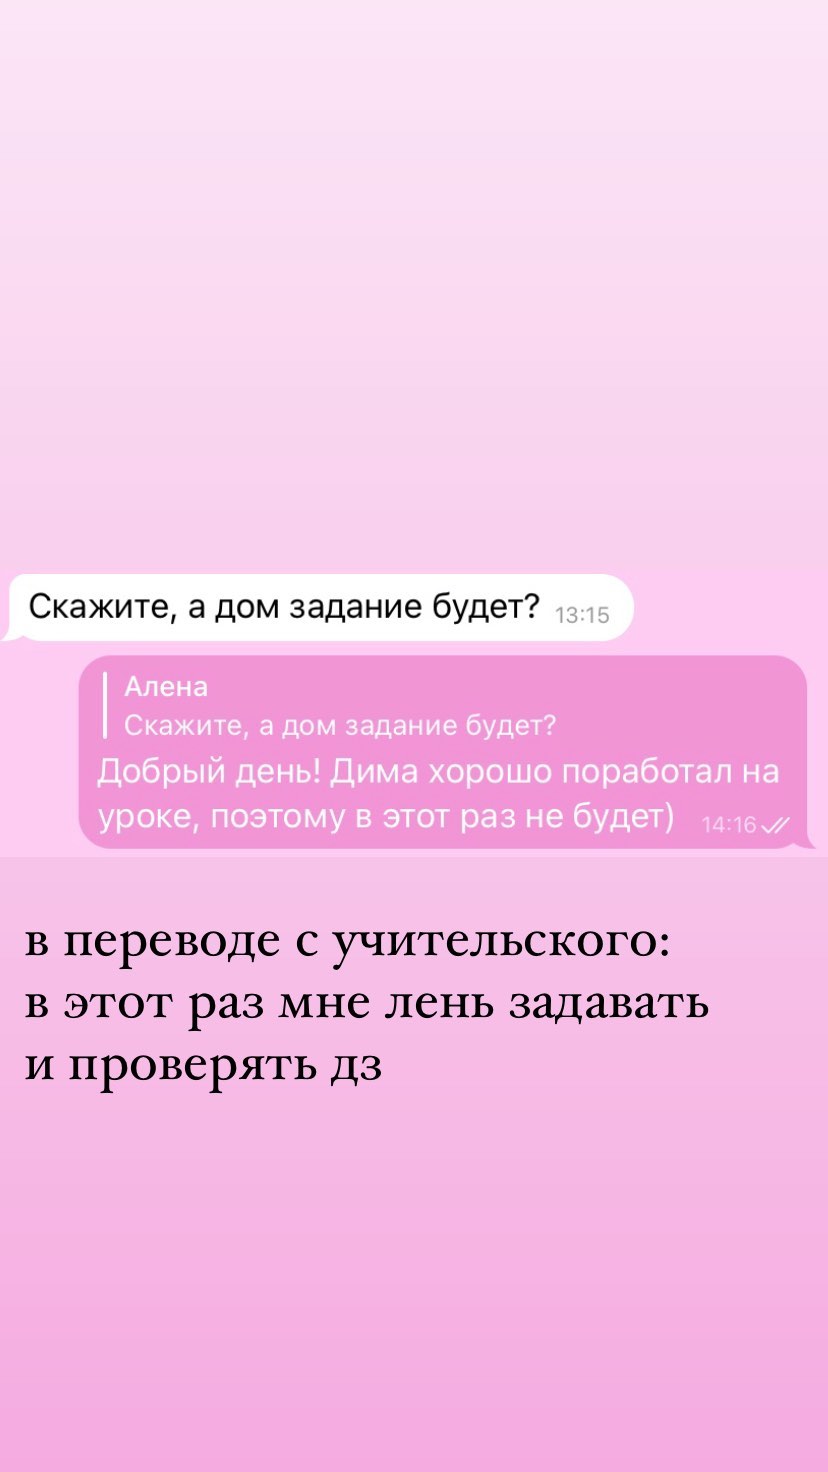 Скажите, а дом задание будет? 13:15
Алена
Скажите, а дом задание будет?
Добрый день! Дима хорошо поработал на
уроке, поэтому в этот раз не будет) 14:16
в переводе с учительского:
в этот раз мне лень задавать
и проверять дз